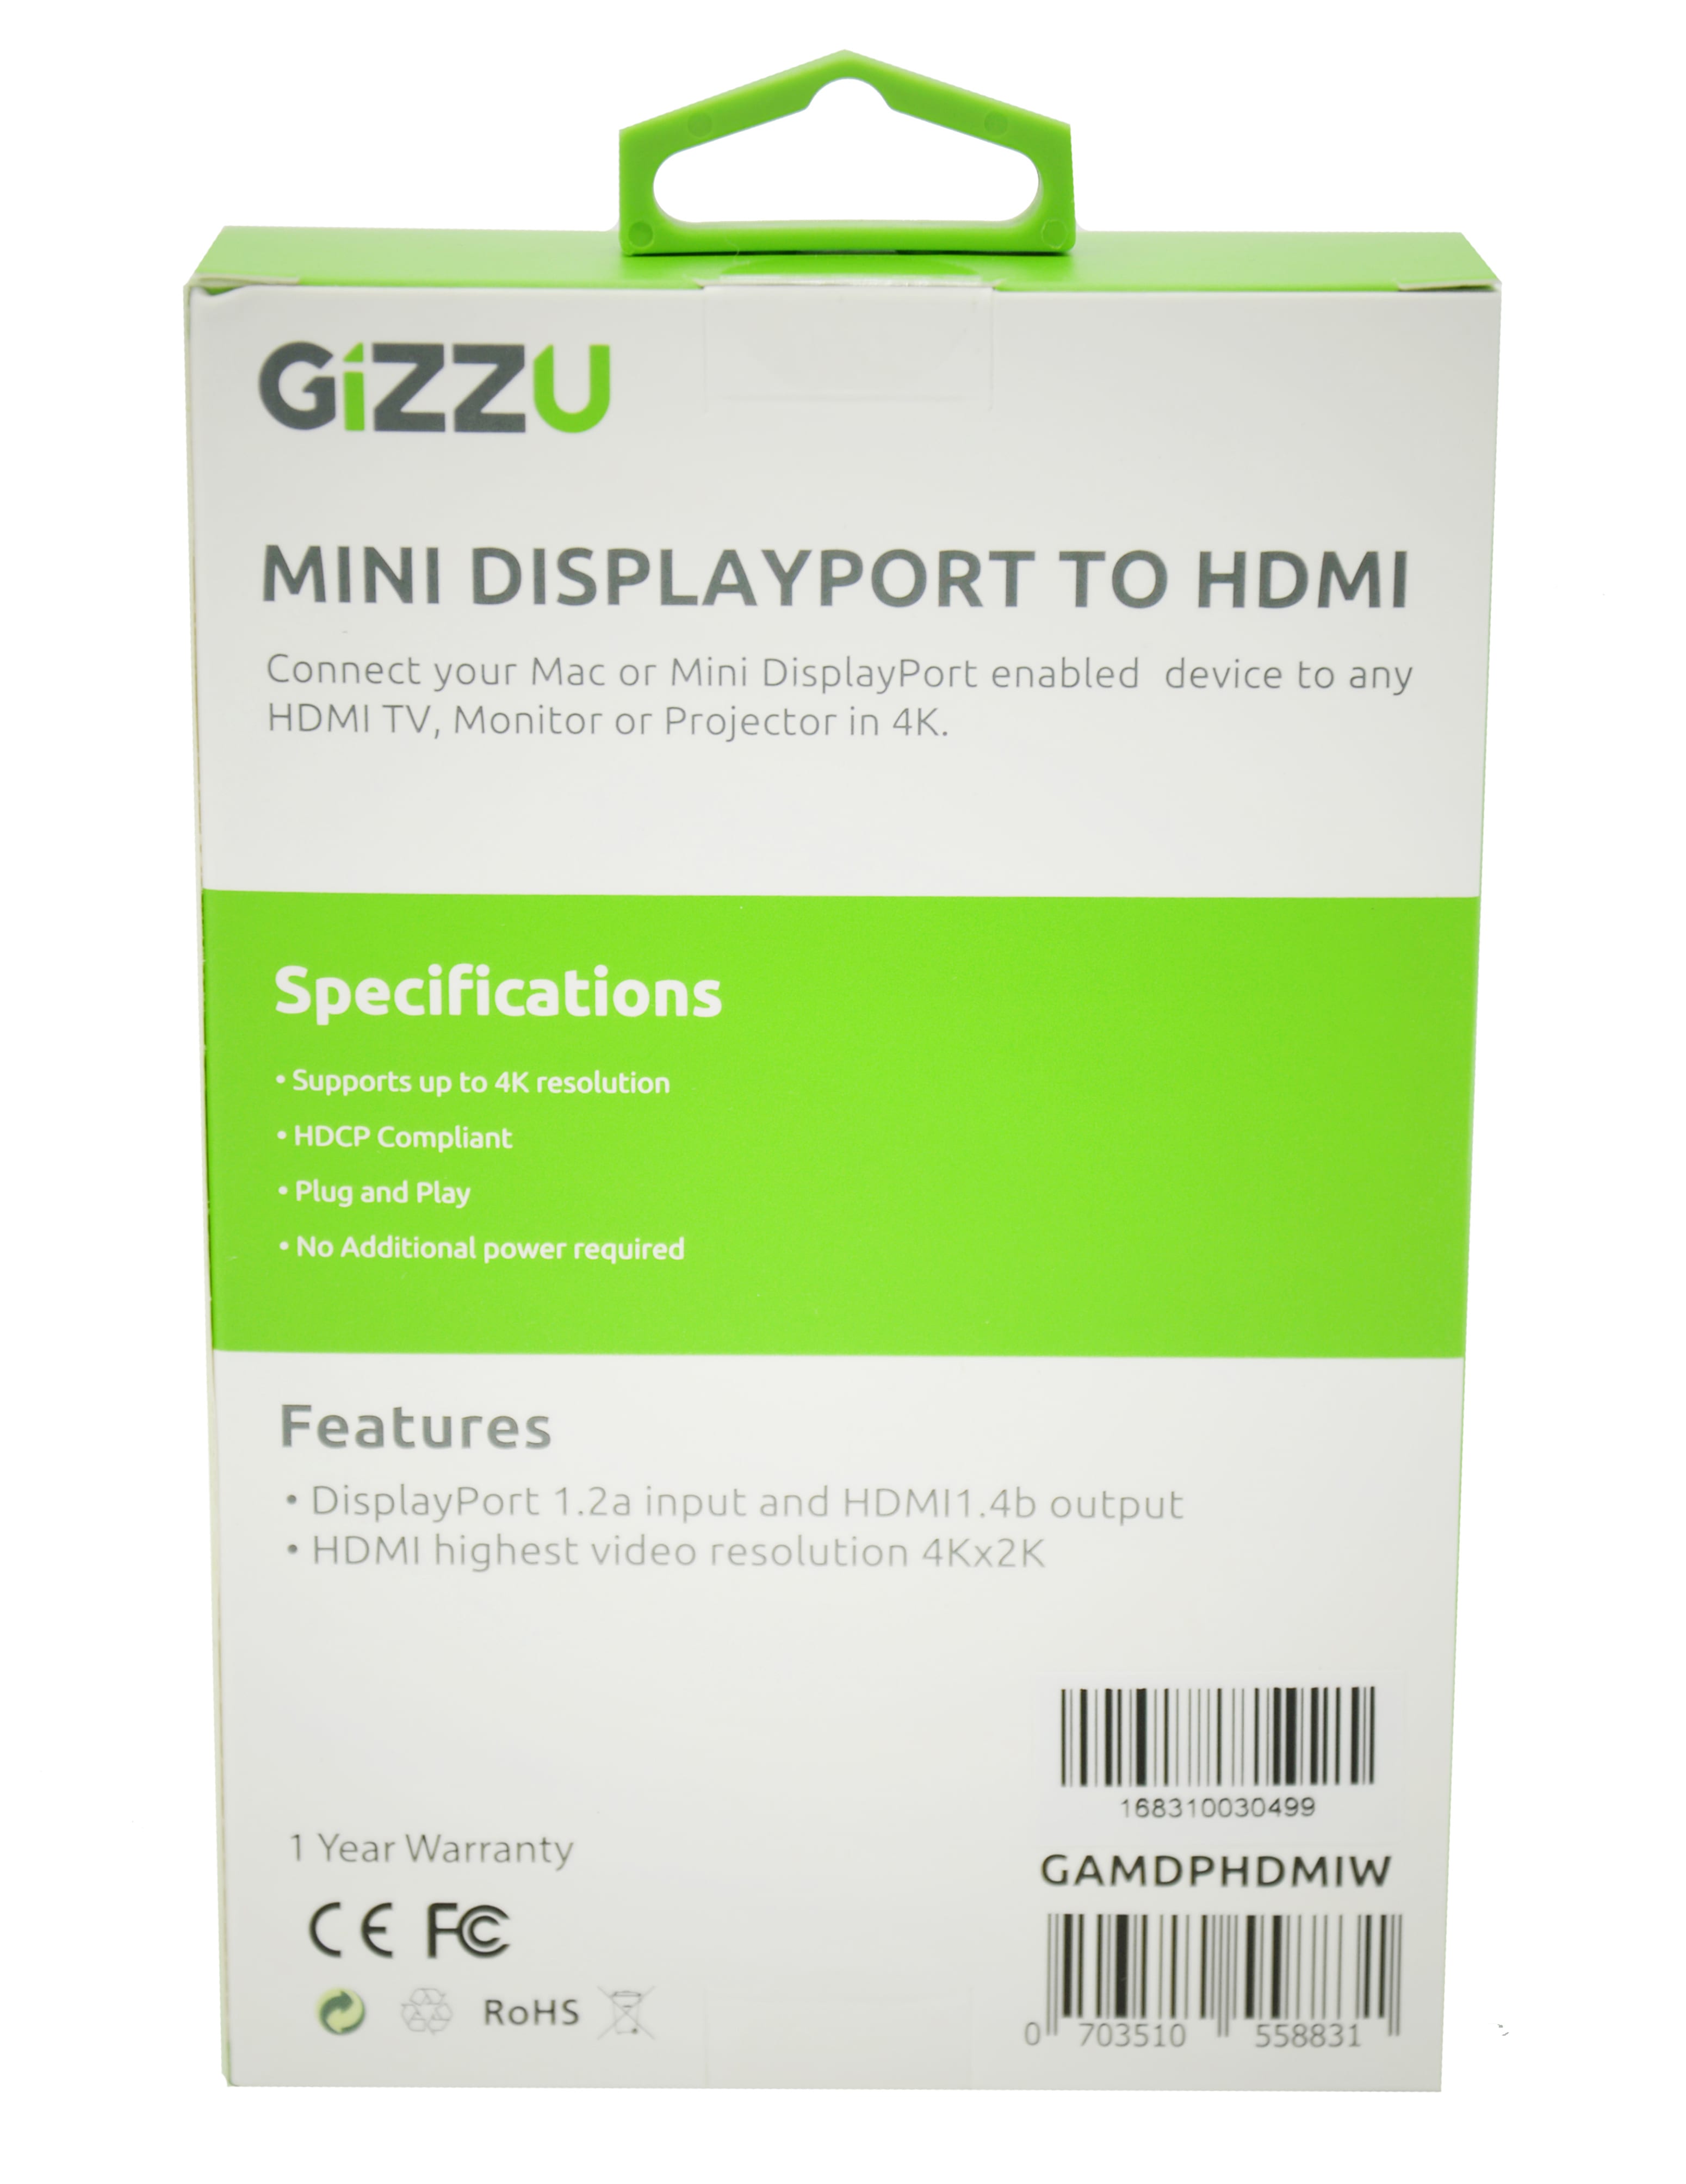 GiZZU
MINI DISPLAYPORT TO HDMI
Connect your Mac or Mini DisplayPort enabled device to any
HDMI TV, Monitor or Projector in 4K.
Specifications
• Supports up to 4K resolution
• HDCP Compliant
• Plug and Play
• No Additional power required
Features
• DisplayPort 1.2a input and HDMI1.4b output
• HDMI highest video resolution 4Kx2K
168310030499
1 Year Warranty
GAMDPHDMIW
CE FC
RoHS
0 703510 558831